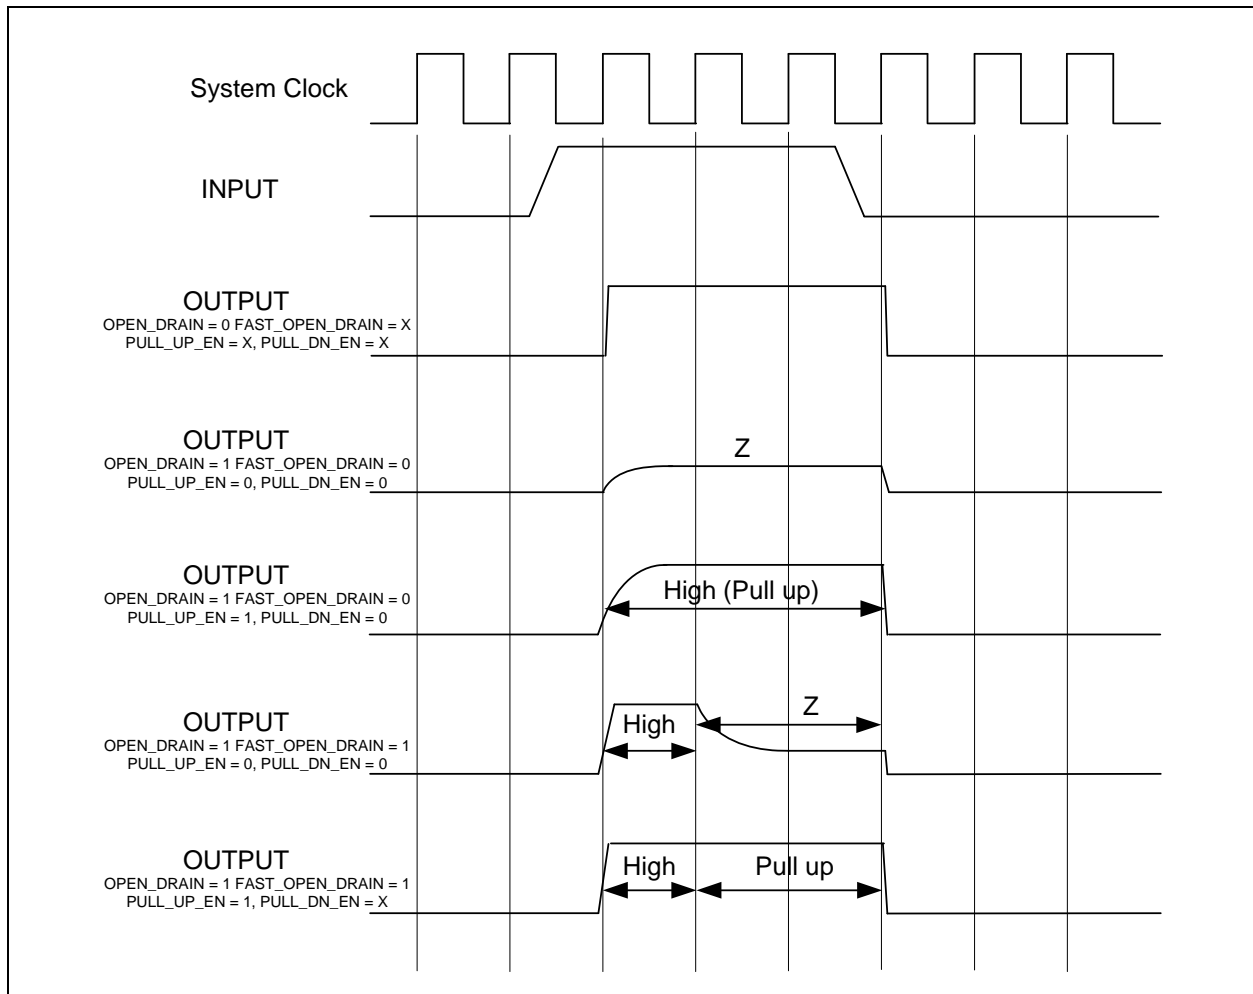 System Clock
INPUT
OUTPUT
OPEN_DRAIN = 0 FAST_OPEN_DRAIN = X
PULL_UP_EN = X, PULL_DN_EN = X
OUTPUT
OPEN_DRAIN = 1 FAST_OPEN_DRAIN = 0
PULL_UP_EN = 0, PULL_DN_EN = 0
Z
OUTPUT
OPEN_DRAIN = 1 FAST_OPEN_DRAIN = 0
PULL_UP_EN = 1, PULL_DN_EN = 0
High (Pull up)
OUTPUT
OPEN_DRAIN = 1 FAST_OPEN_DRAIN = 1
PULL_UP_EN = 0, PULL_DN_EN = 0
High
Z
OUTPUT
OPEN_DRAIN = 1 FAST_OPEN_DRAIN = 1
PULL_UP_EN = 1, PULL_DN_EN = X
High
Pull up